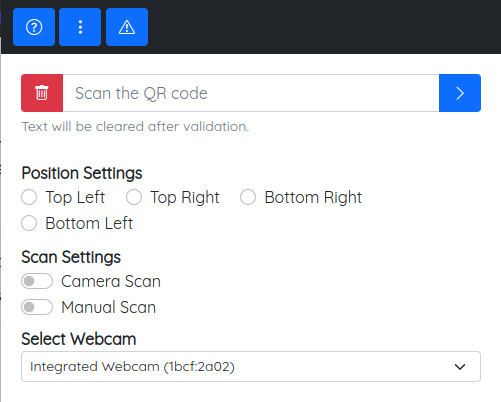 Scan the QR code
Text will be cleared after validation.
Position Settings
Top Left Top Right Bottom Right
Bottom Left
Scan Settings
Camera Scan
Manual Scan
Select Webcam
Integrated Webcam (1bcf:2a02)